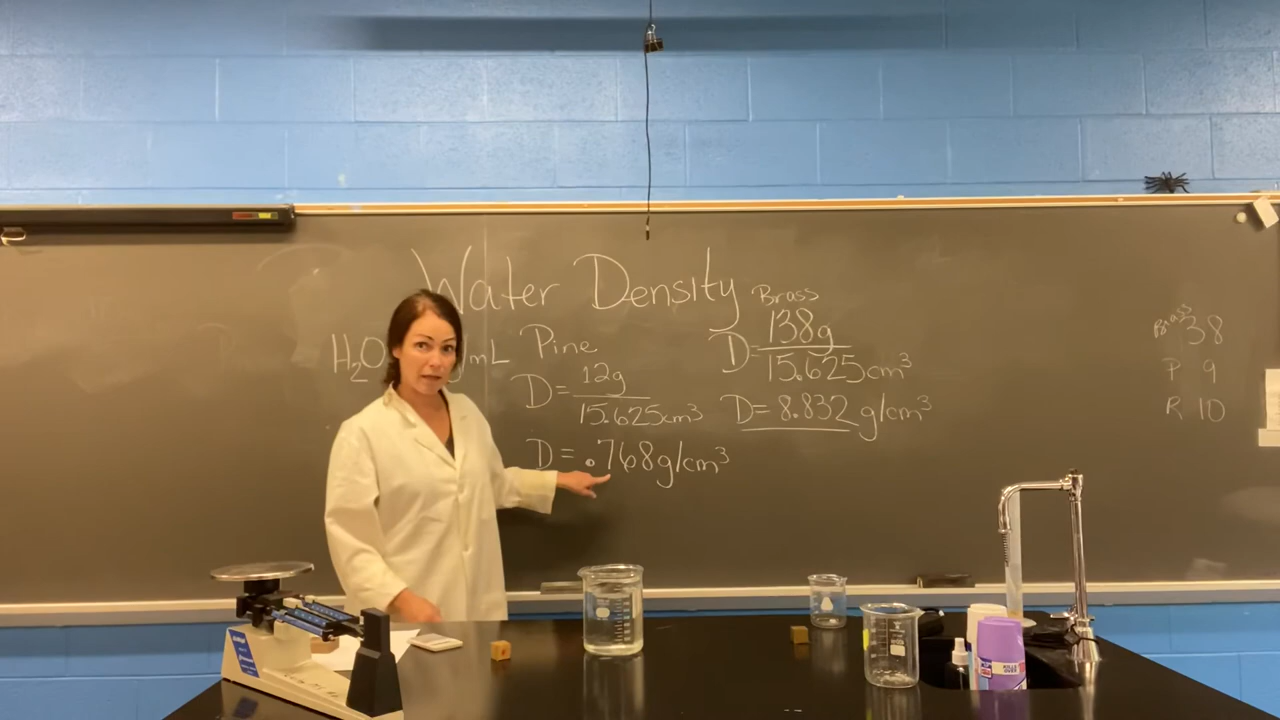 Water Density
H2O g/mL
Pine
D = 12g
15.625cm³
D = .768g/cm³
Brass
D = 138g
15.625cm³
D = 8.832 g/cm³
Brass 38
P 9
R 10